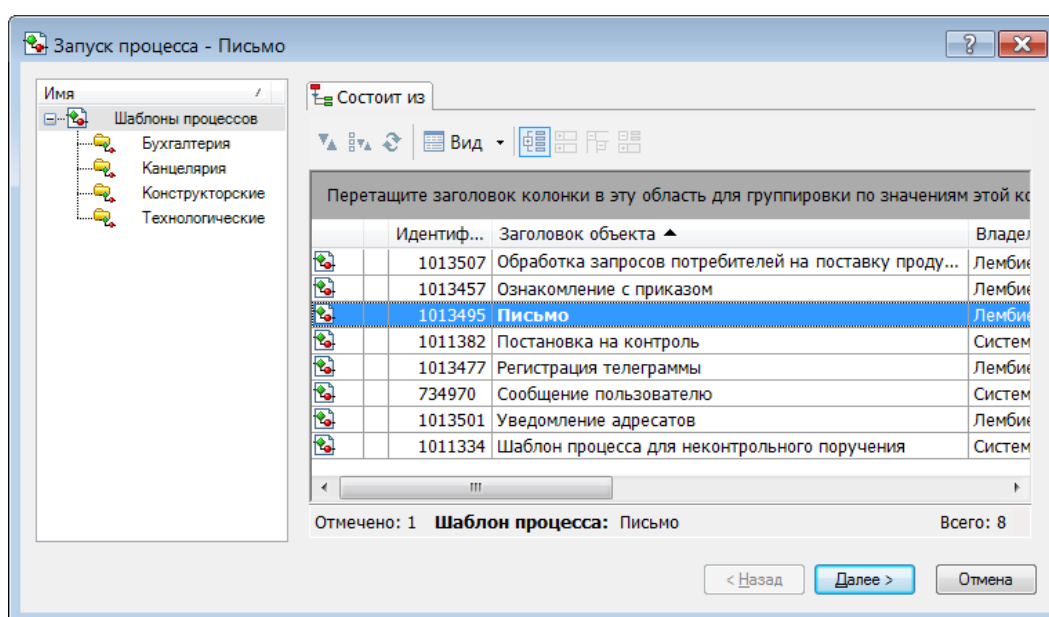 Запуск процесса - Письмо
Имя
Шаблоны процессов
Бухгалтерия
Канцелярия
Конструкторские
Технологические
Состоит из
Вид
Перетащите заголовок колонки в эту область для группировки по значениям этой ко
Идентиф... Заголовок объекта Владел
1013507 Обработка запросов потребителей на поставку проду... Лембие
1013457 Ознакомление с приказом Лембие
1013495 Письмо Лембие
1011382 Постановка на контроль Систем
1013477 Регистрация телеграммы Лембие
734970 Сообщение пользователю Систем
1013501 Уведомление адресатов Лембие
1011334 Шаблон процесса для неконтрольного поручения Систем
Отмечено: 1 Шаблон процесса: Письмо Всего: 8
< Назад Далее > Отмена